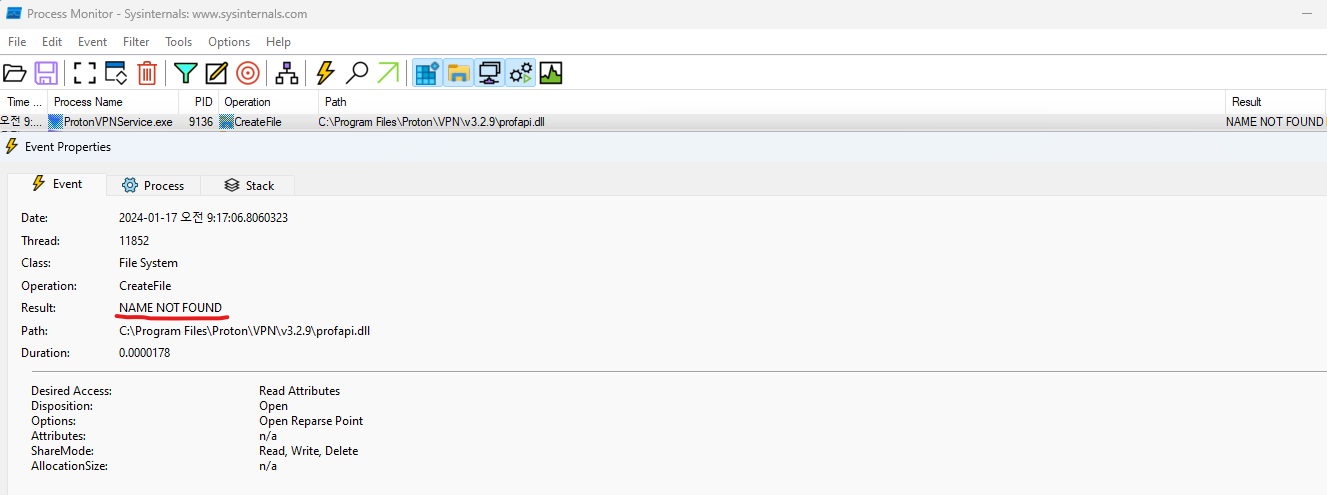 Process Monitor - Sysinternals: www.sysinternals.com
File Edit Event Filter Tools Options Help
Time ... Process Name PID Operation Path Result
오전 9:... ProtonVPNService.exe 9136 CreateFile C:\Program Files\Proton\VPN\v3.2.9\profapi.dll NAME NOT FOUND
Event Properties
Event Process Stack
Date: 2024-01-17 오전 9:17:06.8060323
Thread: 11852
Class: File System
Operation: CreateFile
Result: NAME NOT FOUND
Path: C:\Program Files\Proton\VPN\v3.2.9\profapi.dll
Duration: 0.0000178
Desired Access: Read Attributes
Disposition: Open
Options: Open Reparse Point
Attributes: n/a
ShareMode: Read, Write, Delete
AllocationSize: n/a